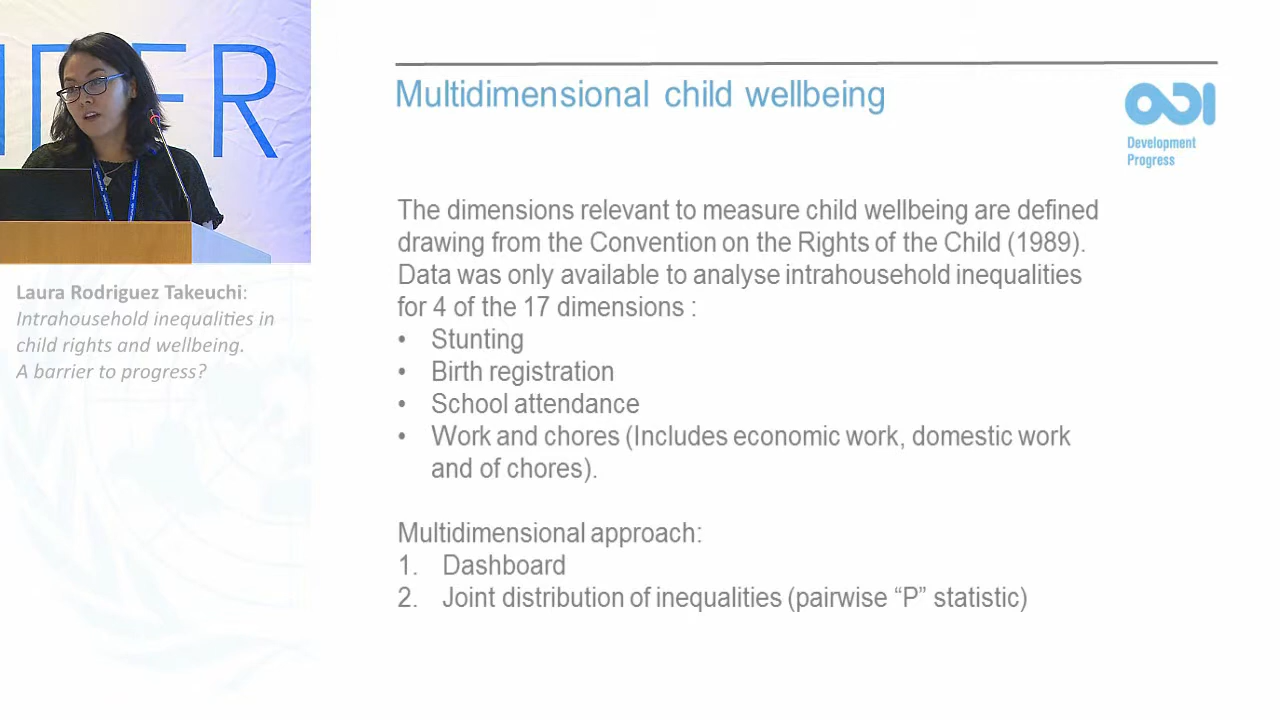 Multidimensional child wellbeing
ODI
Development
Progress
The dimensions relevant to measure child wellbeing are defined
drawing from the Convention on the Rights of the Child (1989).
Data was only available to analyse intrahousehold inequalities
for 4 of the 17 dimensions :
• Stunting
• Birth registration
• School attendance
• Work and chores (Includes economic work, domestic work
and of chores).
Multidimensional approach:
1. Dashboard
2. Joint distribution of inequalities (pairwise “P” statistic)
Laura Rodriguez Takeuchi:
Intrahousehold inequalities in
child rights and wellbeing.
A barrier to progress?